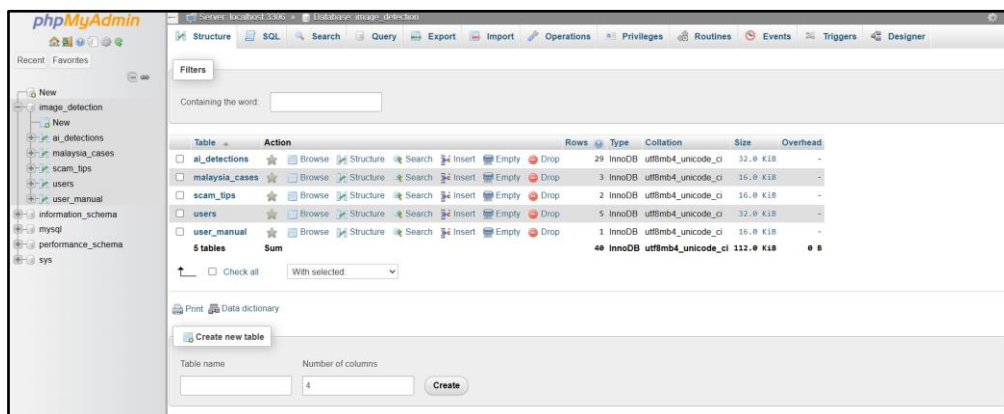 phpMyAdmin
Recent Favorites
New
image_detection
New
ai_detections
malaysia_cases
scam_tips
users
user_manual
information_schema
mysql
performance_schema
sys
Server: localhost:3306 » Database: image_detection
Structure SQL Search Query Export Import Operations Privileges Routines Events Triggers Designer
Filters
Containing the word:
Table Action Rows Type Collation Size Overhead
ai_detections Browse Structure Search Insert Empty Drop 29 InnoDB utf8mb4_unicode_ci 32.0 KiB -
malaysia_cases Browse Structure Search Insert Empty Drop 3 InnoDB utf8mb4_unicode_ci 16.0 KiB -
scam_tips Browse Structure Search Insert Empty Drop 2 InnoDB utf8mb4_unicode_ci 16.0 KiB -
users Browse Structure Search Insert Empty Drop 5 InnoDB utf8mb4_unicode_ci 32.0 KiB -
user_manual Browse Structure Search Insert Empty Drop 1 InnoDB utf8mb4_unicode_ci 16.0 KiB -
5 tables Sum 40 InnoDB utf8mb4_unicode_ci 112.0 KiB 0 B
Check all With selected:
Print Data dictionary
Create new table
Table name Number of columns
4 Create